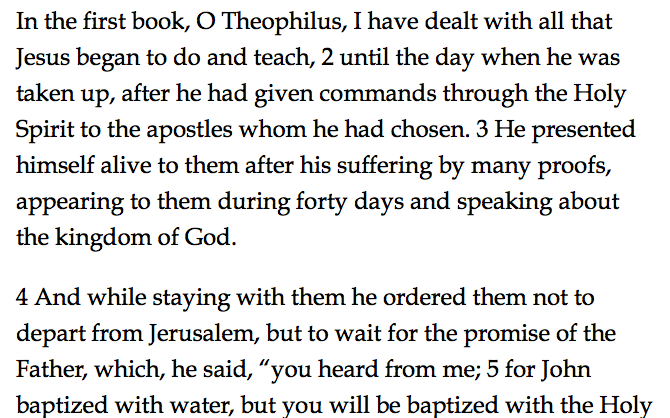 In the first book, O Theophilus, I have dealt with all that
Jesus began to do and teach, 2 until the day when he was
taken up, after he had given commands through the Holy
Spirit to the apostles whom he had chosen. 3 He presented
himself alive to them after his suffering by many proofs,
appearing to them during forty days and speaking about
the kingdom of God.
4 And while staying with them he ordered them not to
depart from Jerusalem, but to wait for the promise of the
Father, which, he said, “you heard from me; 5 for John
baptized with water, but you will be baptized with the Holy